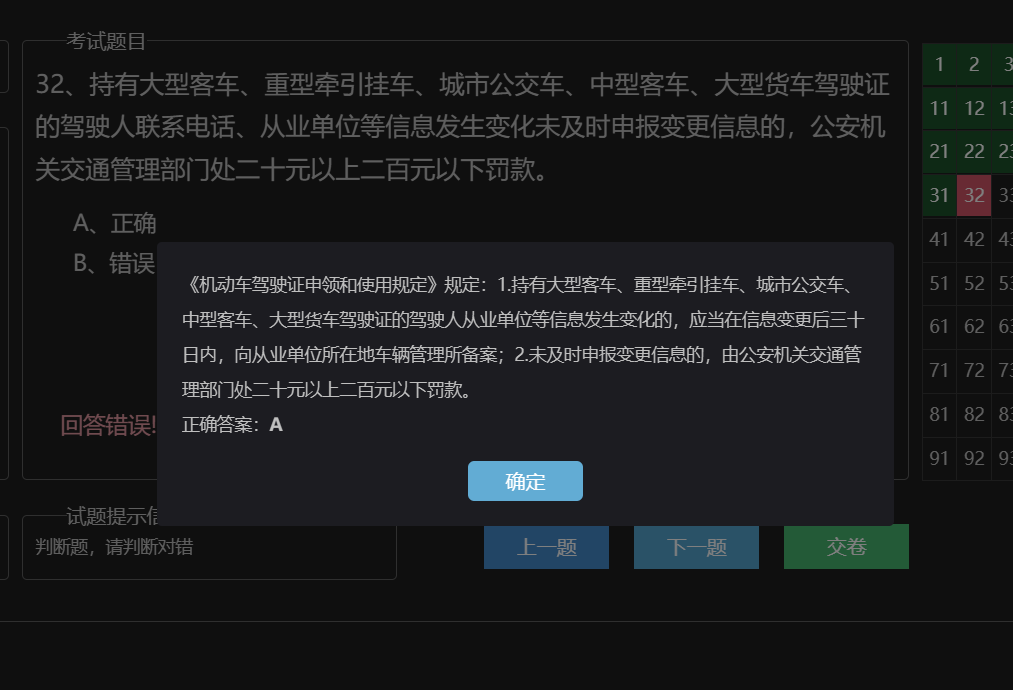 考试题目
32、持有大型客车、重型牵引挂车、城市公交车、中型客车、大型货车驾驶证
的驾驶人联系电话、从业单位等信息发生变化未及时申报变更信息的，公安机
关交通管理部门处二十元以上二百元以下罚款。
A、正确
B、错误
《机动车驾驶证申领和使用规定》规定：1.持有大型客车、重型牵引挂车、城市公交车、
中型客车、大型货车驾驶证的驾驶人从业单位等信息发生变化的，应当在信息变更后三十
日内，向从业单位所在地车辆管理所备案；2.未及时申报变更信息的，由公安机关交通管
理部门处二十元以上二百元以下罚款。
正确答案：A
确定
回答错误!
试题提示信
判断题，请判断对错
上一题
下一题
交卷
1 2 3
11 12 13
21 22 23
31 32 33
41 42 43
51 52 53
61 62 63
71 72 73
81 82 83
91 92 93